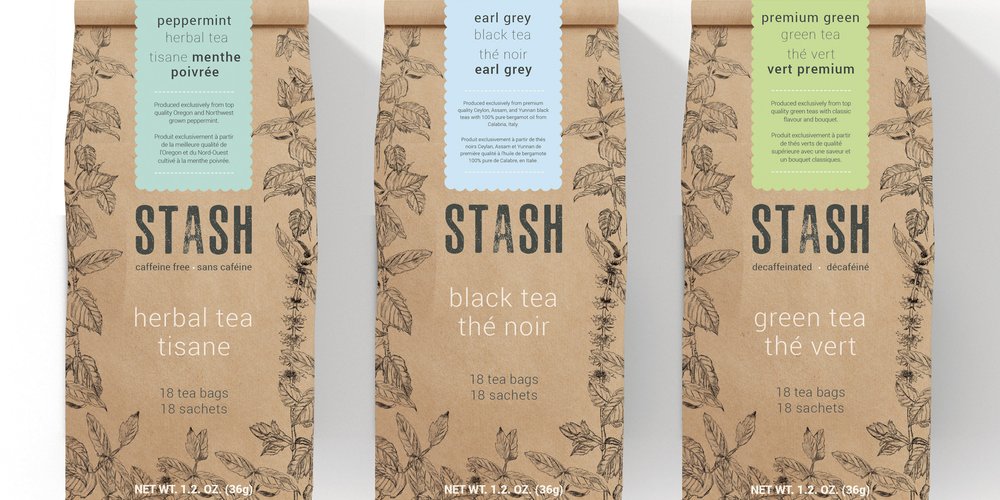 peppermint
herbal tea
tisane menthe
poivrée
Produced exclusively from top
quality Oregon and Northwest
grown peppermint.
Produit exclusivement à partir
de la meilleure qualité de
l'Oregon et du Nord-Ouest
cultivé à la menthe poivrée.
STASH
caffeine free • sans caféine
herbal tea
tisane
18 tea bags
18 sachets
NET WT. 1.2. OZ. (36g)
earl grey
black tea
thé noir
earl grey
Produced exclusively from premium
quality Ceylon, Assam, and Yunnan black
teas with 100% pure bergamot oil from
Calabria, Italy
Produit exclusivement à partir de thés
noirs Ceylan, Assam et Yunnan de
première qualité à l'huile de bergamote
100% pure de Calabre, en Italie
STASH
black tea
thé noir
18 tea bags
18 sachets
NET WT. 1.2. OZ. (36g)
premium green
green tea
thé vert
vert premium
Produced exclusively from top
quality green teas with classic
flavour and bouquet.
Produit exclusivement à partir
de thés verts de qualité
supérieure avec une saveur et
un bouquet classiques.
STASH
decaffeinated • décaféiné
green tea
thé vert
18 tea bags
18 sachets
NET WT. 1.2. OZ. (36g)